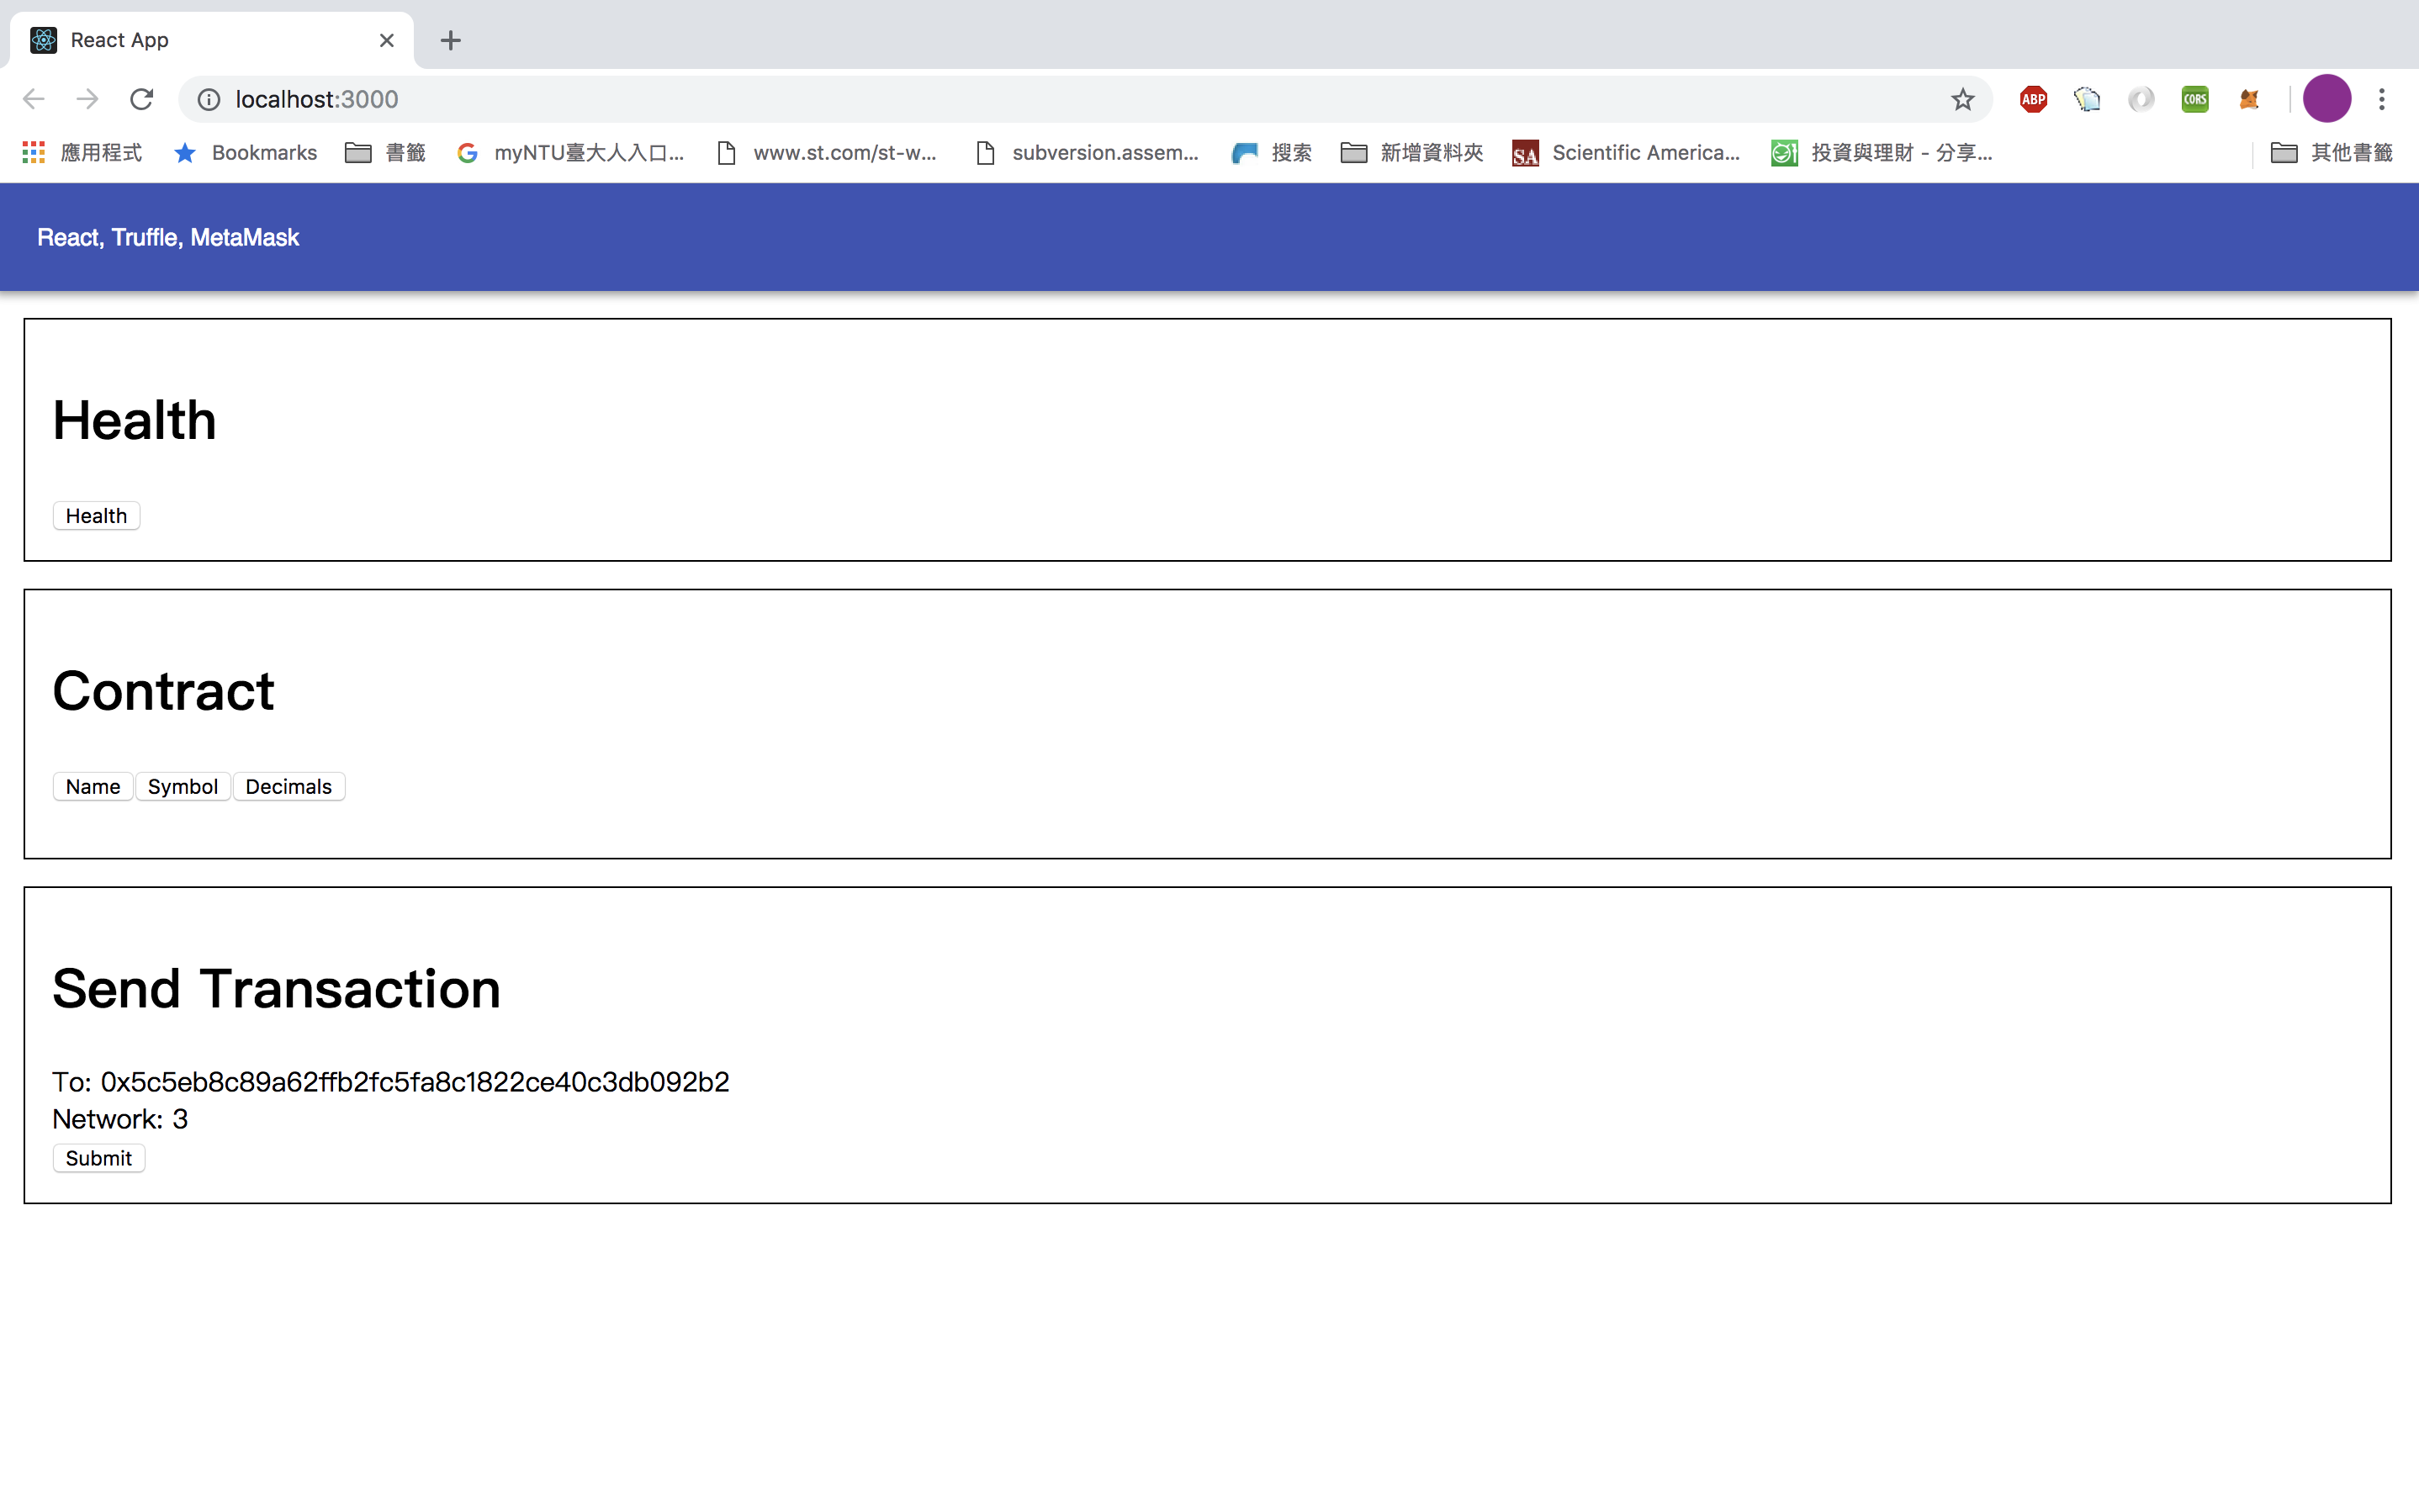 React App
localhost:3000
ABP
CORS
應用程式 Bookmarks 書籤 myNTU臺大人入口... www.st.com/st-w... subversion.assem... 搜索 新增資料夾 SA Scientific America... 投資與理財 - 分享... 其他書籤
React, Truffle, MetaMask
Health
Health
Contract
Name Symbol Decimals
Send Transaction
To: 0x5c5eb8c89a62ffb2fc5fa8c1822ce40c3db092b2
Network: 3
Submit